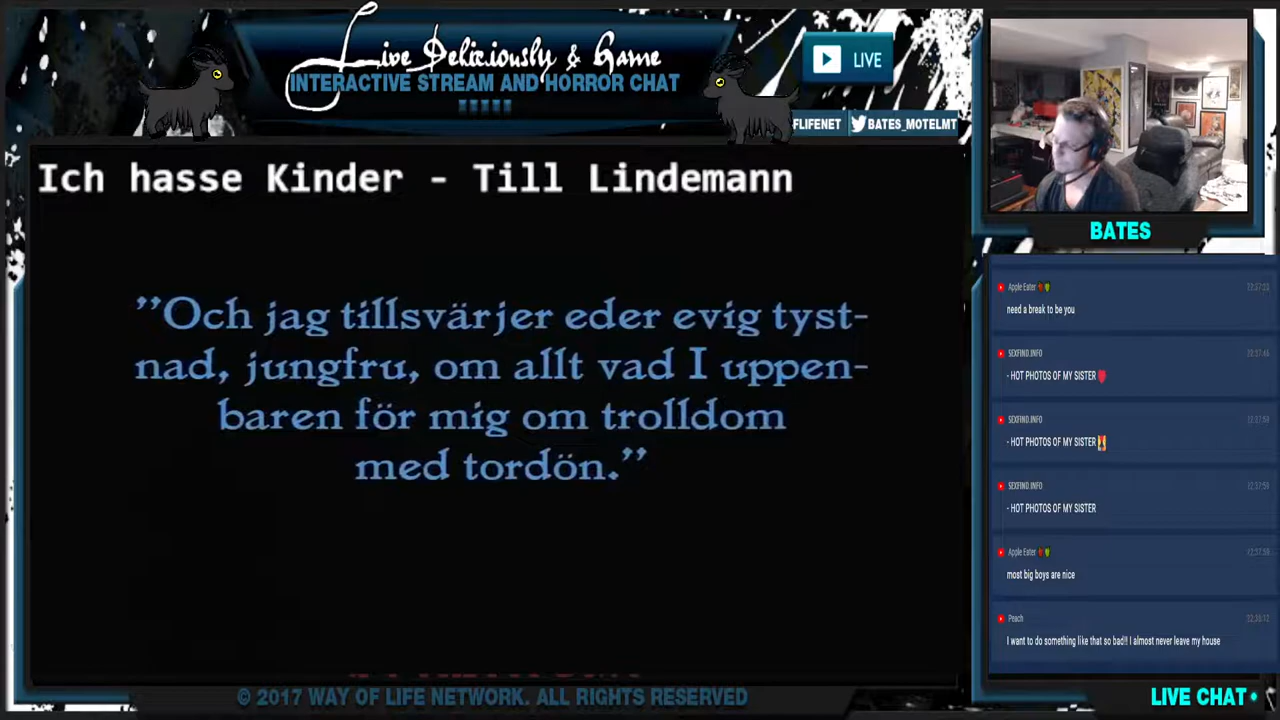 Live Deliciously & Game
INTERACTIVE STREAM AND HORROR CHAT
LIVE
FLIFENET
BATES_MOTELMT
Ich hasse Kinder - Till Lindemann
”Och jag tillsvärjer eder evig tyst-
nad, jungfru, om allt vad I uppen-
baren för mig om trolldom
med tordön.”
© 2017 WAY OF LIFE NETWORK. ALL RIGHTS RESERVED
BATES
Apple Eater
need a break to be you
SEXFIND.INFO
- HOT PHOTOS OF MY SISTER
SEXFIND.INFO
- HOT PHOTOS OF MY SISTER
SEXFIND.INFO
- HOT PHOTOS OF MY SISTER
Apple Eater
most big boys are nice
Peach
I want to do something like that so bad!! I almost never leave my house
LIVE CHAT